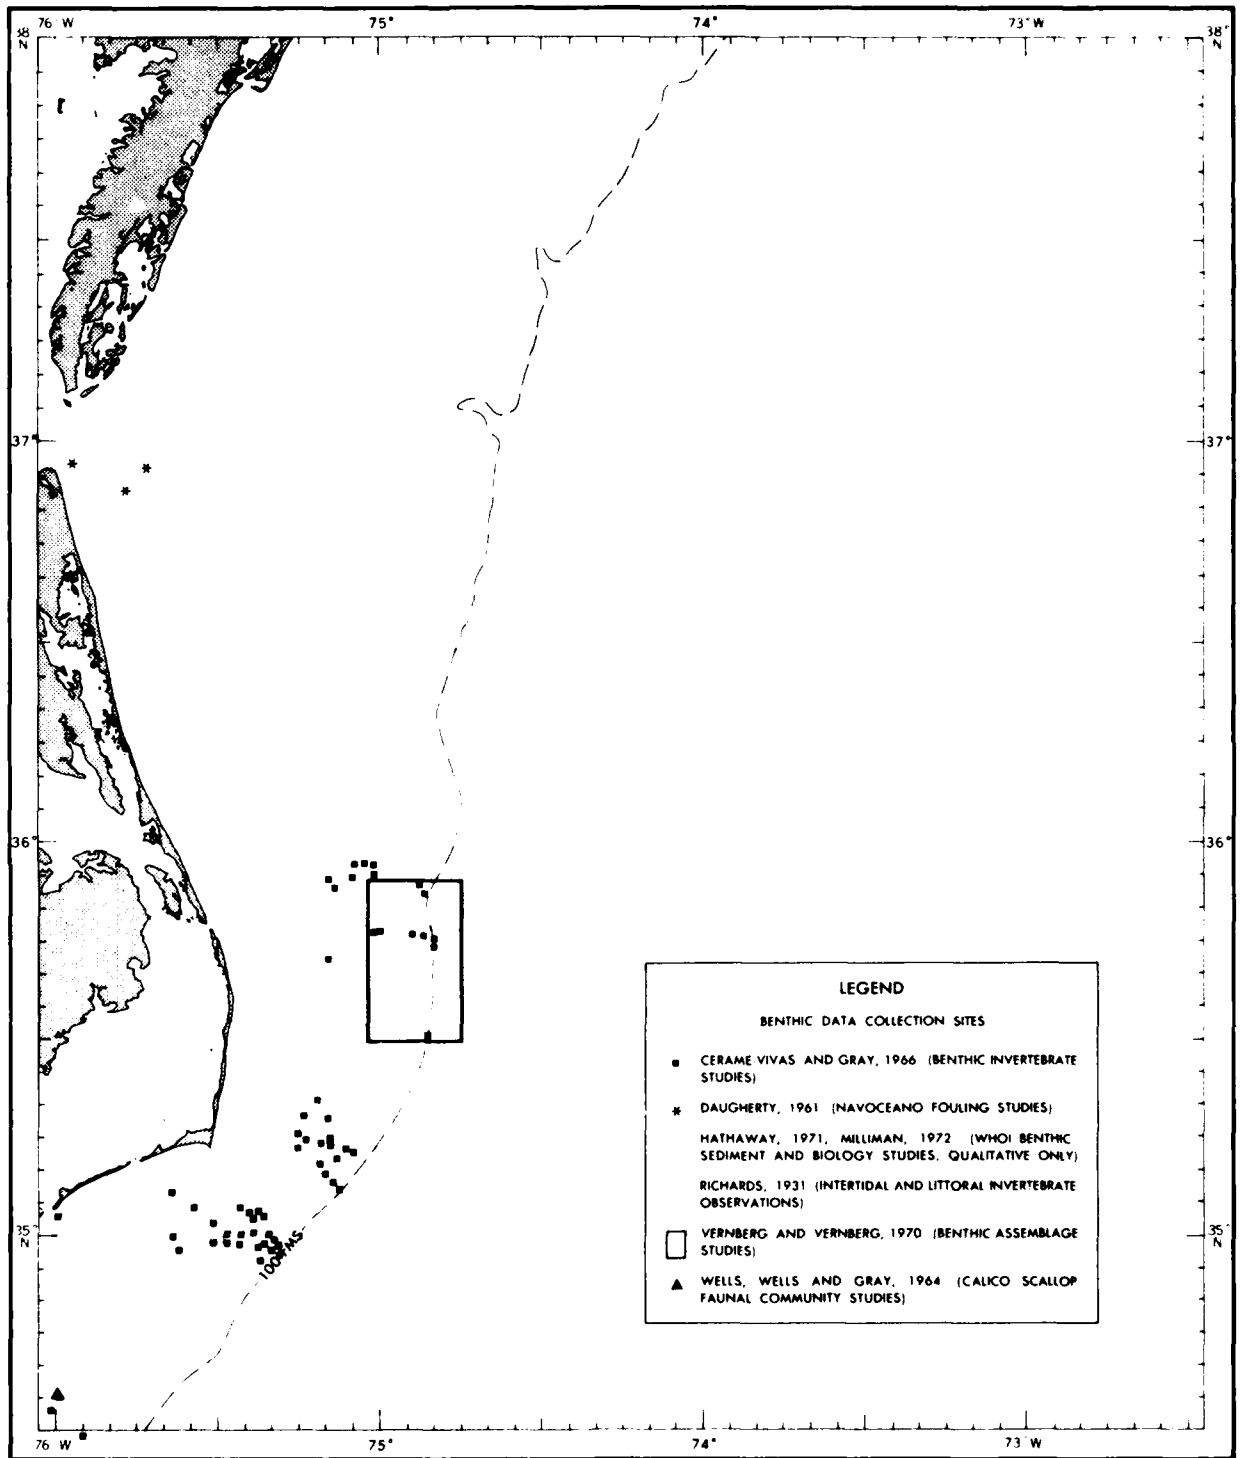 76° W 75° 74° 73° W
38° N 38° N
37° 37°
36° 36°
35° N 35° N
100 FMS
LEGEND
BENTHIC DATA COLLECTION SITES
CERAME-VIVAS AND GRAY, 1966 (BENTHIC INVERTEBRATE
STUDIES)
DAUGHERTY, 1961 (NAVOCEANO FOULING STUDIES)
HATHAWAY, 1971, MILLIMAN, 1972 (WHOI BENTHIC
SEDIMENT AND BIOLOGY STUDIES, QUALITATIVE ONLY)
RICHARDS, 1931 (INTERTIDAL AND LITTORAL INVERTEBRATE
OBSERVATIONS)
VERNBERG AND VERNBERG, 1970 (BENTHIC ASSEMBLAGE
STUDIES)
WELLS, WELLS AND GRAY, 1964 (CALICO SCALLOP
FAUNAL COMMUNITY STUDIES)
76° W 75° 74° 73° W